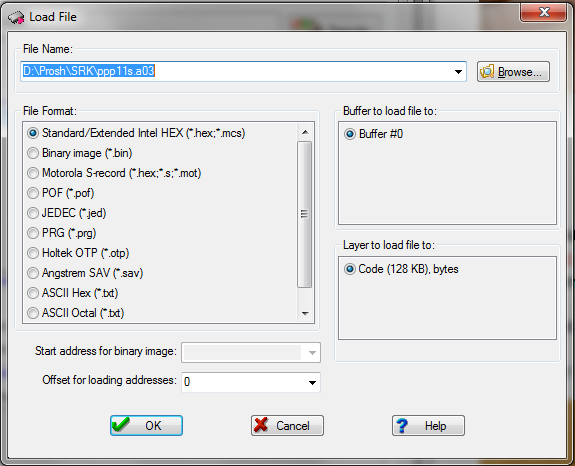 Load File
File Name:
D:\Prosh\SRK\ppp11s.a03
Browse...
File Format:
Standard/Extended Intel HEX (*.hex;*.mcs)
Binary image (*.bin)
Motorola S-record (*.hex;*.s;*.mot)
POF (*.pof)
JEDEC (*.jed)
PRG (*.prg)
Holtek OTP (*.otp)
Angstrem SAV (*.sav)
ASCII Hex (*.txt)
ASCII Octal (*.txt)
Buffer to load file to:
Buffer #0
Layer to load file to:
Code (128 KB), bytes
Start address for binary image:
Offset for loading addresses: 0
OK
Cancel
Help